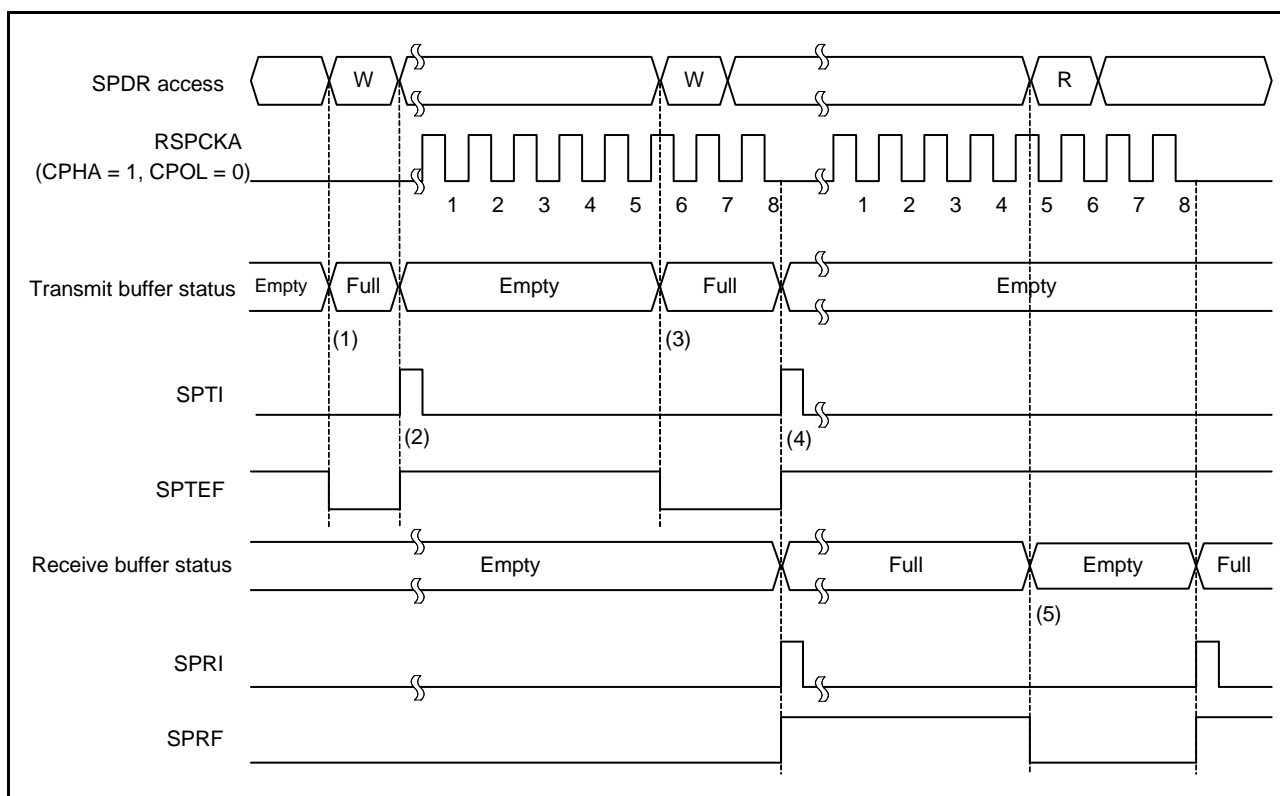 SPDR access W W R
RSPCKA
(CPHA = 1, CPOL = 0)
1 2 3 4 5 6 7 8 1 2 3 4 5 6 7 8
Transmit buffer status Empty Full Empty Full Empty
(1) (3)
SPTI
(2) (4)
SPTEF
Receive buffer status Empty Full Empty Full
(5)
SPRI
SPRF